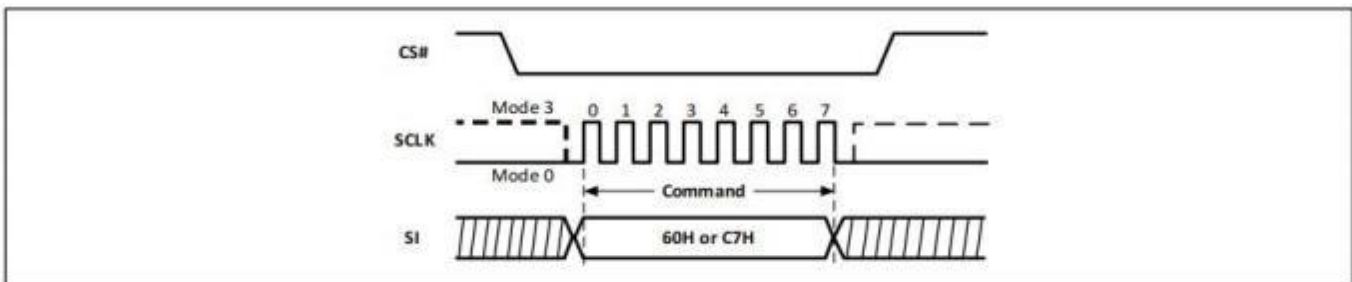 CS#
Mode 3 0 1 2 3 4 5 6 7
SCLK
Mode 0
Command
SI 60H or C7H